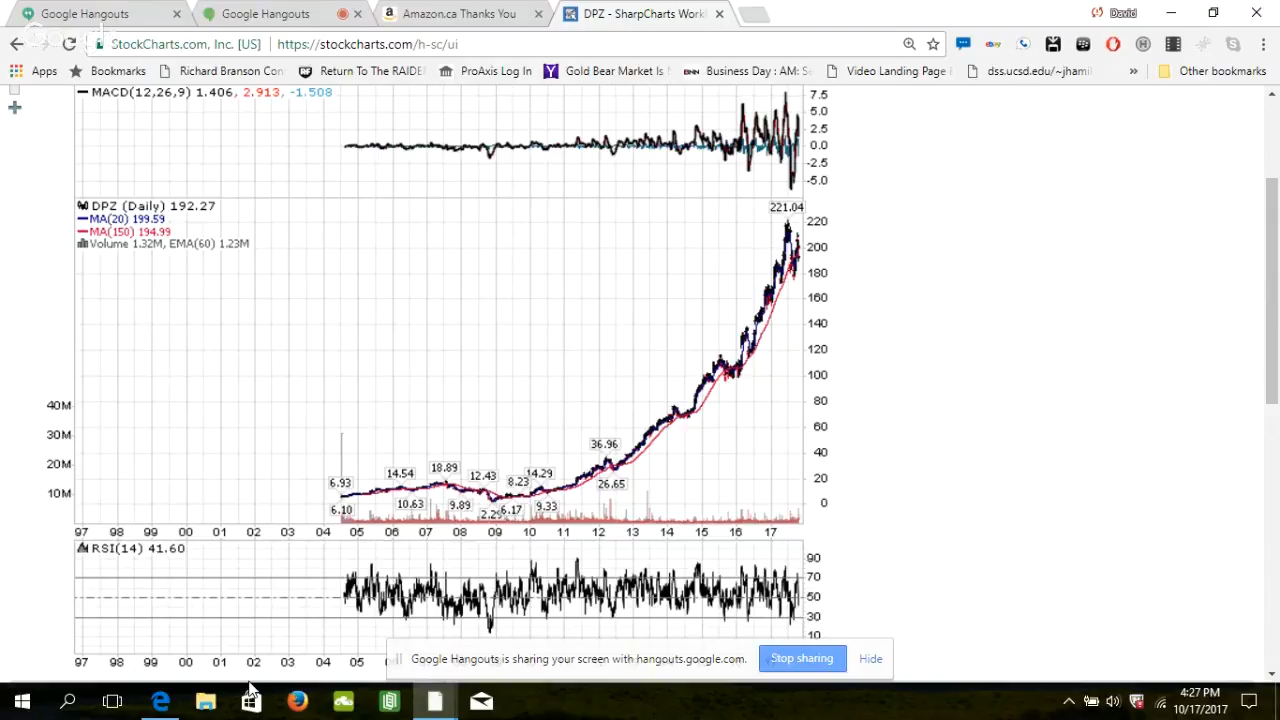 Google Hangouts
Google Hangouts
Amazon.ca Thanks You
DPZ - SharpCharts Work
David
StockCharts.com, Inc. [US]
https://stockcharts.com/h-sc/ui
Apps
Bookmarks
Richard Branson Con
Return To The RAIDE
ProAxis Log In
Gold Bear Market Is
Business Day : AM: S
Video Landing Page
dss.ucsd.edu/~jhamil
»
Other bookmarks
MACD(12,26,9) 1.406, 2.913, -1.508
7.5
5.0
2.5
0.0
-2.5
-5.0
DPZ (Daily) 192.27
MA(20) 199.59
MA(150) 194.99
Volume 1.32M, EMA(60) 1.23M
221.04
220
200
180
160
140
120
100
80
60
40
20
0
40M
30M
20M
10M
36.96
26.65
6.93
14.54
18.89
12.43
8.23
14.29
6.10
10.63
9.89
2.29
6.17
9.33
97 98 99 00 01 02 03 04 05 06 07 08 09 10 11 12 13 14 15 16 17
RSI(14) 41.60
90
70
50
30
10
97 98 99 00 01 02 03 04 05
Google Hangouts is sharing your screen with hangouts.google.com.
Stop sharing
Hide
4:27 PM
10/17/2017